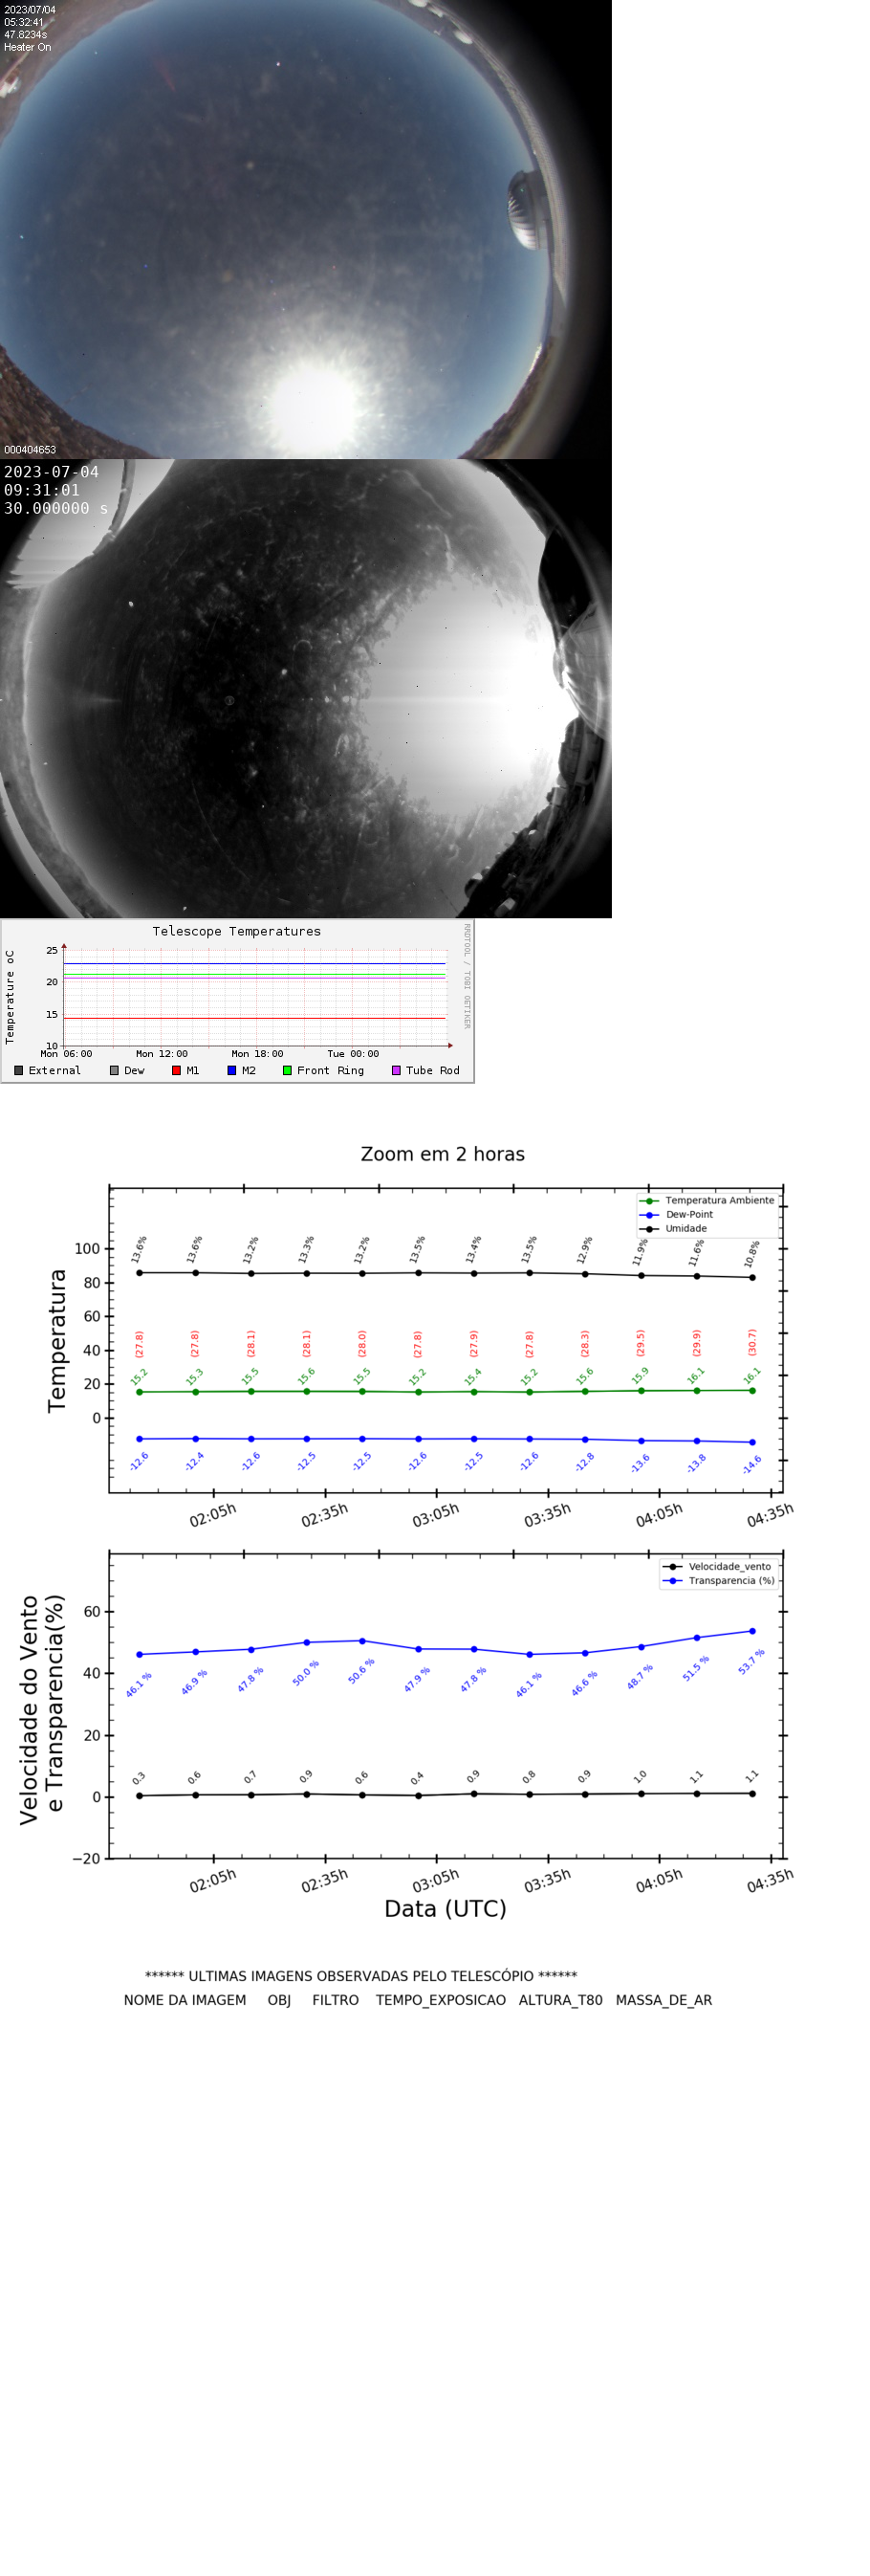 2023/07/04
05:32:41
47.8234s
Heater On
000404653
2023-07-04
09:31:01
30.000000 s
Telescope Temperatures
RRDTOOL / TOBI OETIKER
Temperature oC
25
20
15
10
Mon 06:00 Mon 12:00 Mon 18:00 Tue 00:00
External Dew M1 M2 Front Ring Tube Rod
Zoom em 2 horas
Temperatura
Temperatura Ambiente
Dew-Point
Umidade
100
80
60
40
20
0
13.6% 13.6% 13.2% 13.3% 13.2% 13.5% 13.4% 13.5% 12.9% 11.9% 11.6% 10.8%
(27.8) (27.8) (28.1) (28.1) (28.0) (27.8) (27.9) (27.8) (28.3) (29.5) (29.9) (30.7)
15.2 15.3 15.5 15.6 15.5 15.2 15.4 15.2 15.6 15.9 16.1 16.1
-12.6 -12.4 -12.6 -12.5 -12.5 -12.6 -12.5 -12.6 -12.8 -13.6 -13.8 -14.6
02:05h 02:35h 03:05h 03:35h 04:05h 04:35h
Velocidade do Vento
e Transparencia(%)
Velocidade_vento
Transparencia (%)
60
40
20
0
−20
46.1 % 46.9 % 47.8 % 50.0 % 50.6 % 47.9 % 47.8 % 46.1 % 46.6 % 48.7 % 51.5 % 53.7 %
0.3 0.6 0.7 0.9 0.6 0.4 0.9 0.8 0.9 1.0 1.1 1.1
02:05h 02:35h 03:05h 03:35h 04:05h 04:35h
Data (UTC)
****** ULTIMAS IMAGENS OBSERVADAS PELO TELESCÓPIO ******
NOME DA IMAGEM OBJ FILTRO TEMPO_EXPOSICAO ALTURA_T80 MASSA_DE_AR